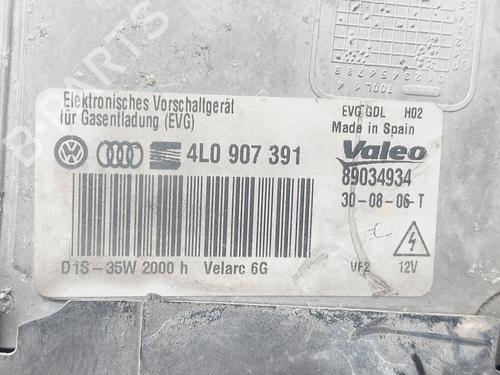 Elektronisches Vorschaltgerät
für Gasentladung (EVG)
4L0 907 391
D1S - 35W 2000 h Velarc 6G
EVG GDL H02
Made in Spain
Valeo
89034934
30-08-06-T
VF2 12V